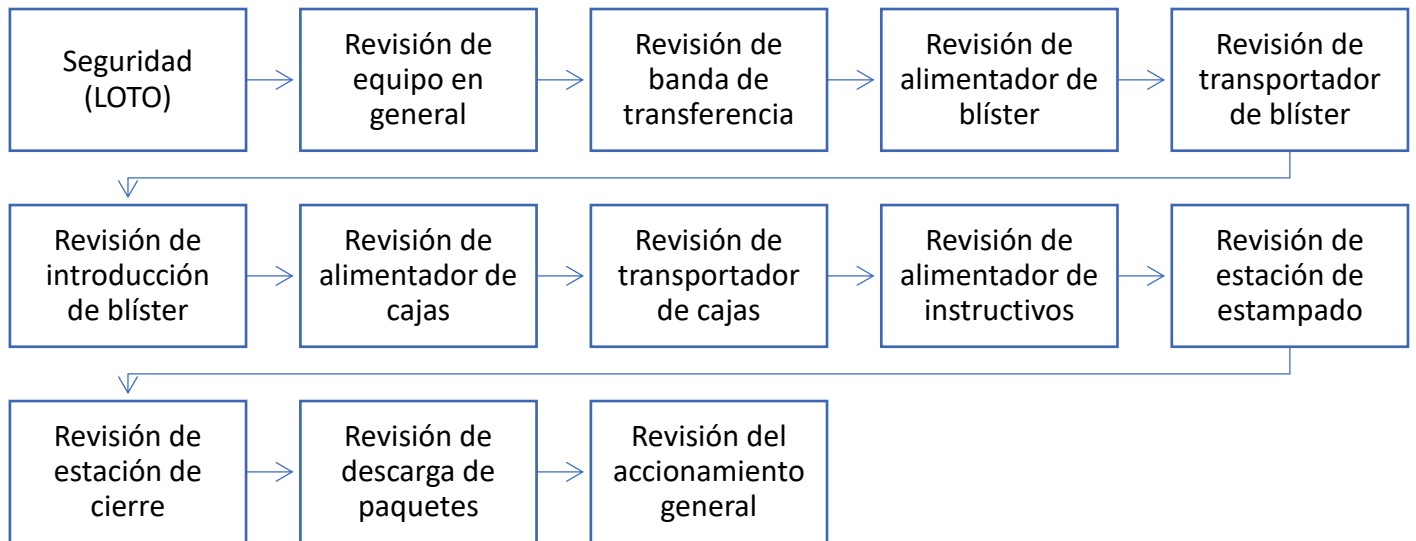 Seguridad
(LOTO)
Revisión de
equipo en
general
Revisión de
banda de
transferencia
Revisión de
alimentador de
blíster
Revisión de
transportador
de blíster
Revisión de
introducción
de blíster
Revisión de
alimentador de
cajas
Revisión de
transportador
de cajas
Revisión de
alimentador de
instructivos
Revisión de
estación de
estampado
Revisión de
estación de
cierre
Revisión de
descarga de
paquetes
Revisión del
accionamiento
general